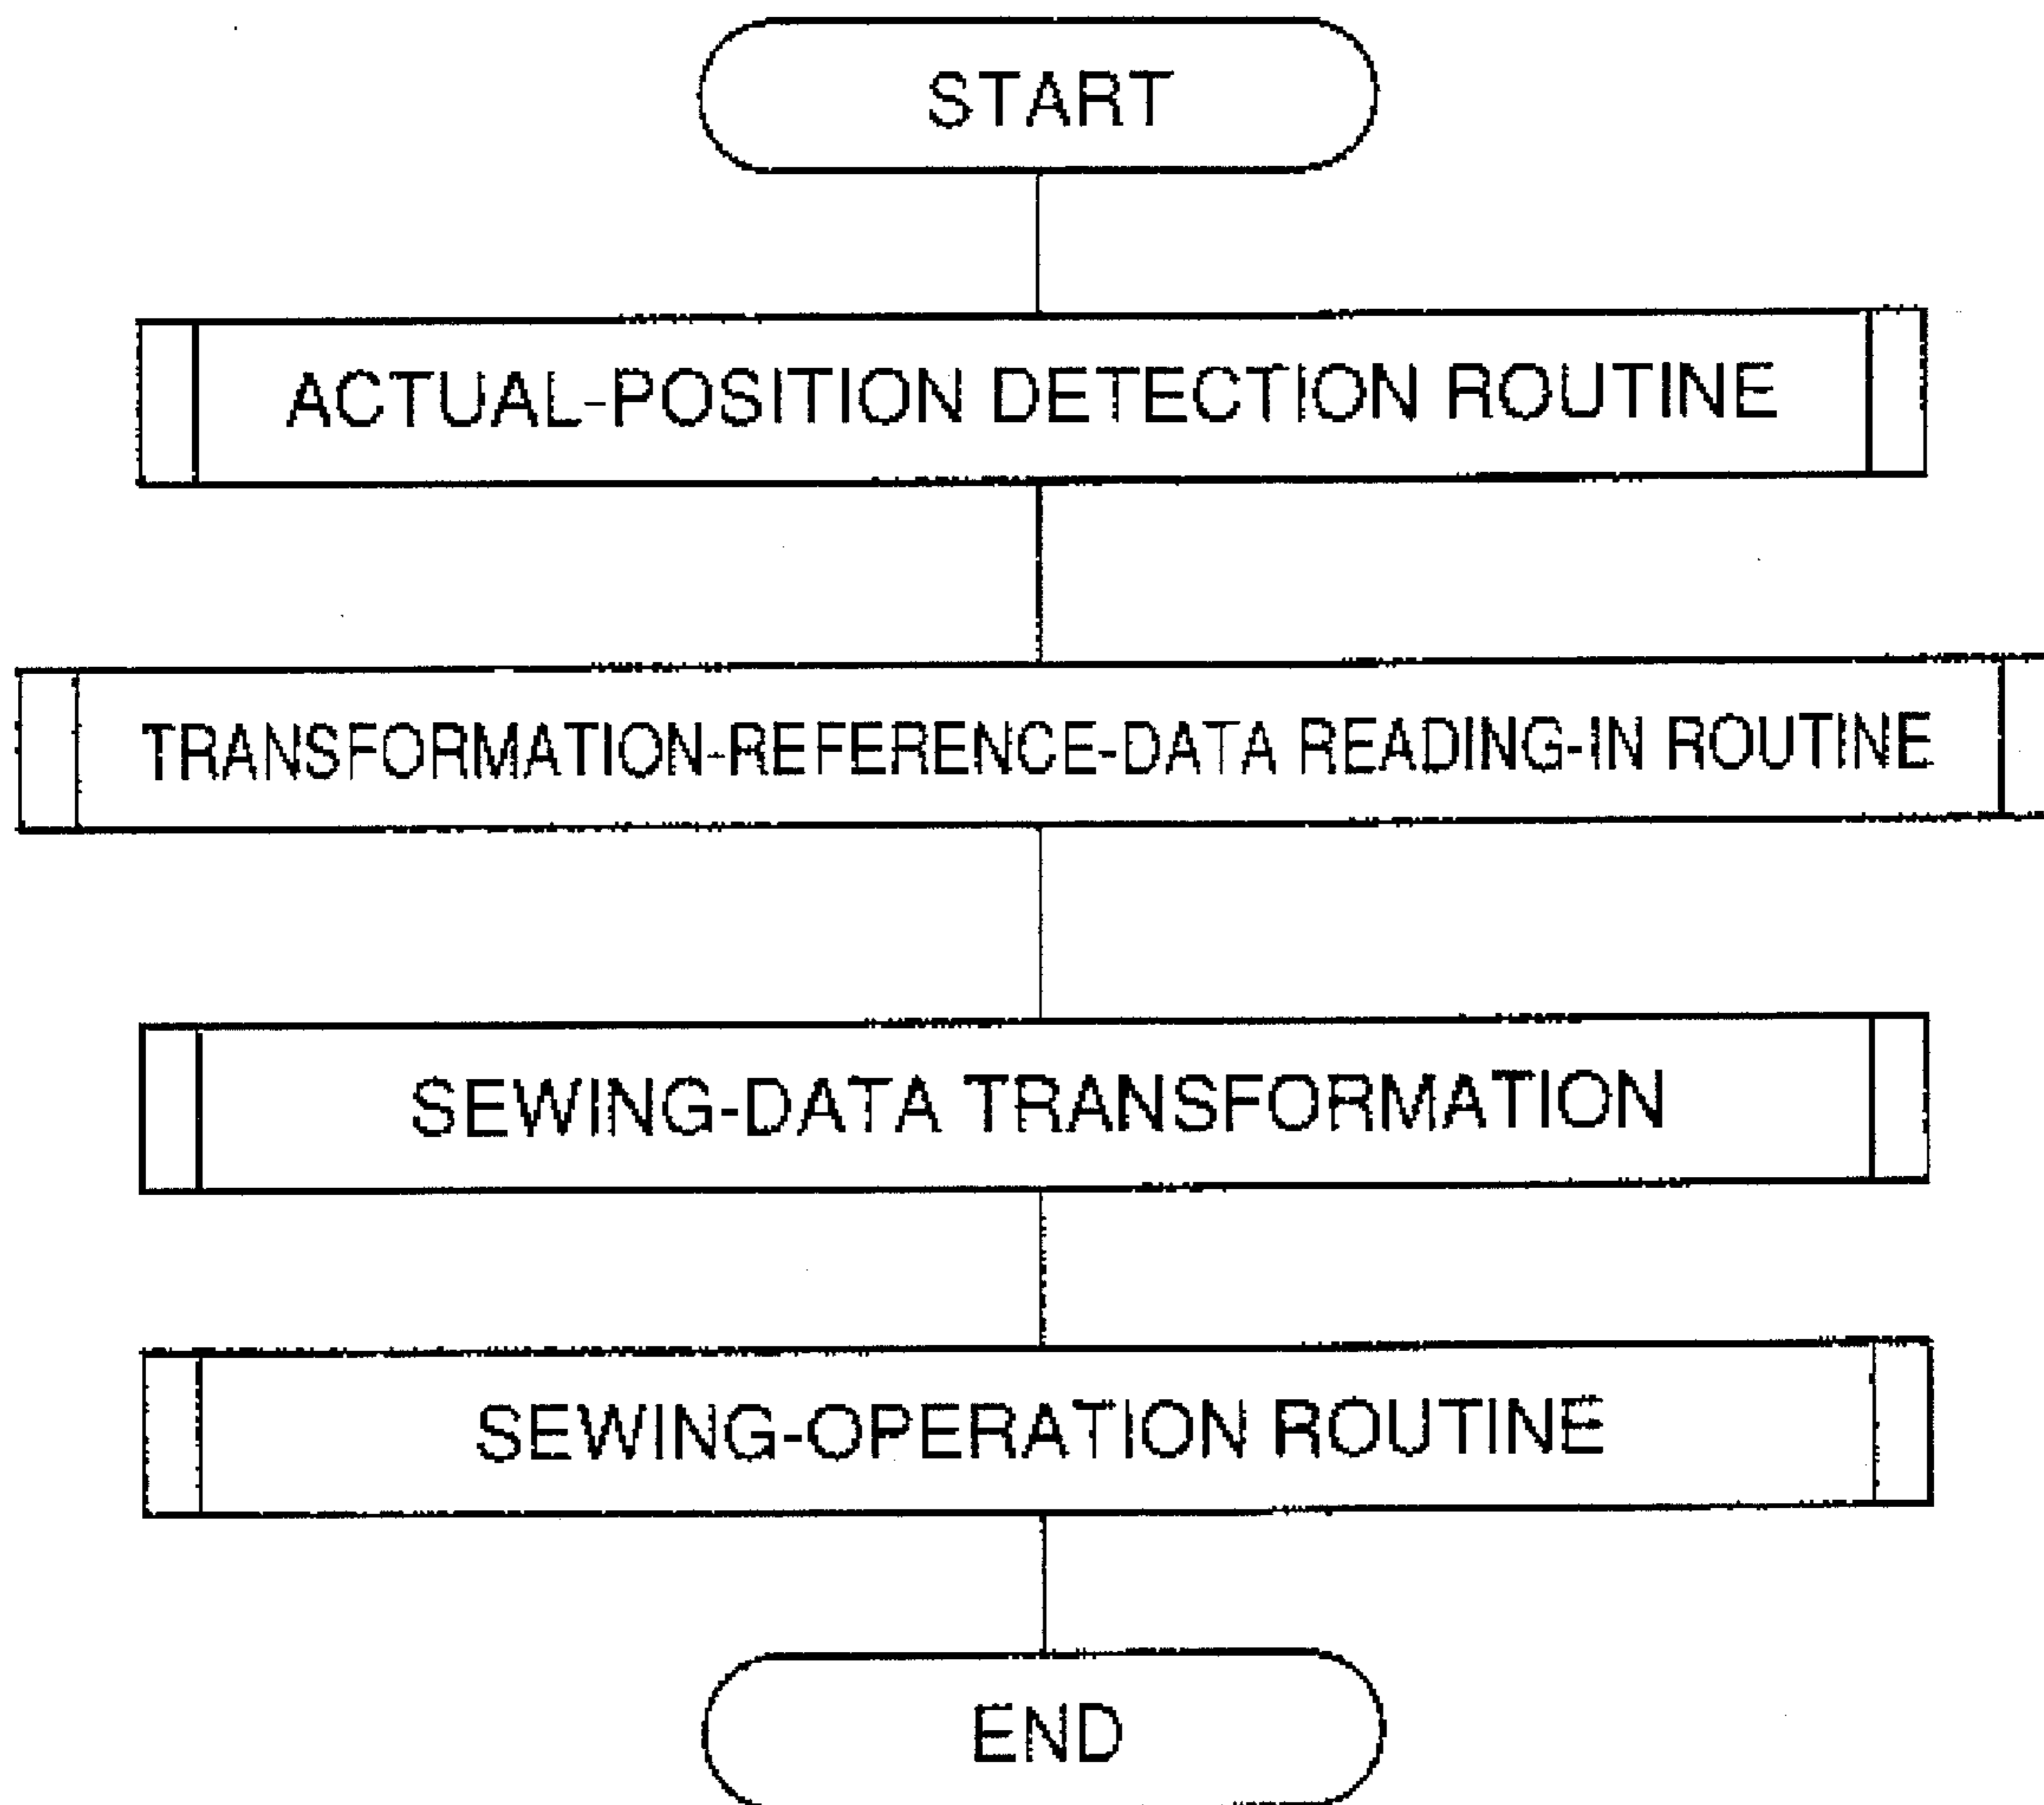 START
ACTUAL-POSITION DETECTION ROUTINE
TRANSFORMATION-REFERENCE-DATA READING-IN ROUTINE
SEWING-DATA TRANSFORMATION
SEWING-OPERATION ROUTINE
END